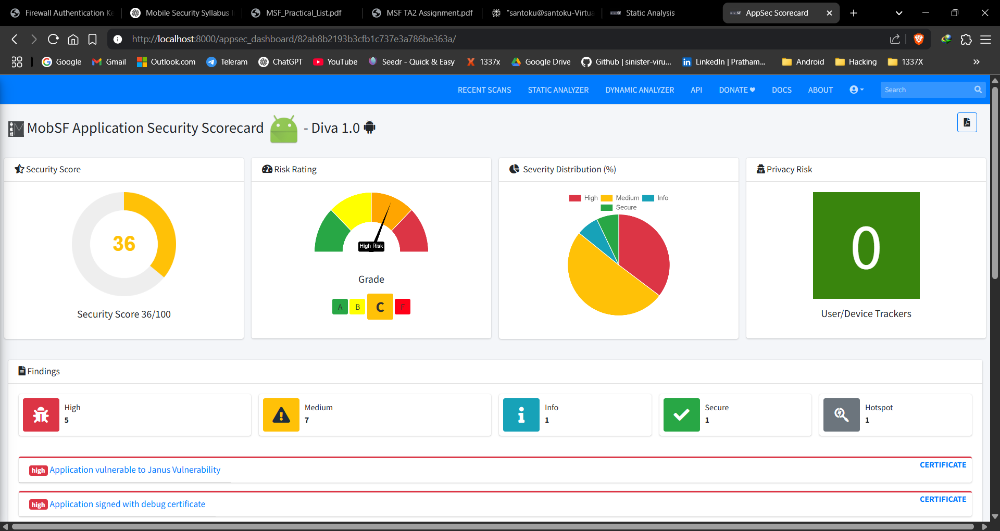 Firewall Authentication Ke
Mobile Security Syllabus I
MSF_Practical_List.pdf
MSF TA2 Assignment.pdf
"santoku@santoku-Virtua
Static Analysis
AppSec Scorecard
http://localhost:8000/appsec_dashboard/82ab8b2193b3cfb1c737e3a786be363a/
Google
Gmail
Outlook.com
Teleram
ChatGPT
YouTube
Seedr - Quick & Easy
1337x
Google Drive
Github | sinister-viru...
LinkedIn | Pratham...
Android
Hacking
1337X
RECENT SCANS
STATIC ANALYZER
DYNAMIC ANALYZER
API
DONATE
DOCS
ABOUT
Search
MobSF Application Security Scorecard - Diva 1.0
Security Score
36
Security Score 36/100
Risk Rating
High Risk
Grade
A B C F
Severity Distribution (%)
High Medium Info
Secure
Privacy Risk
0
User/Device Trackers
Findings
High
5
Medium
7
Info
1
Secure
1
Hotspot
1
high Application vulnerable to Janus Vulnerability
CERTIFICATE
high Application signed with debug certificate
CERTIFICATE